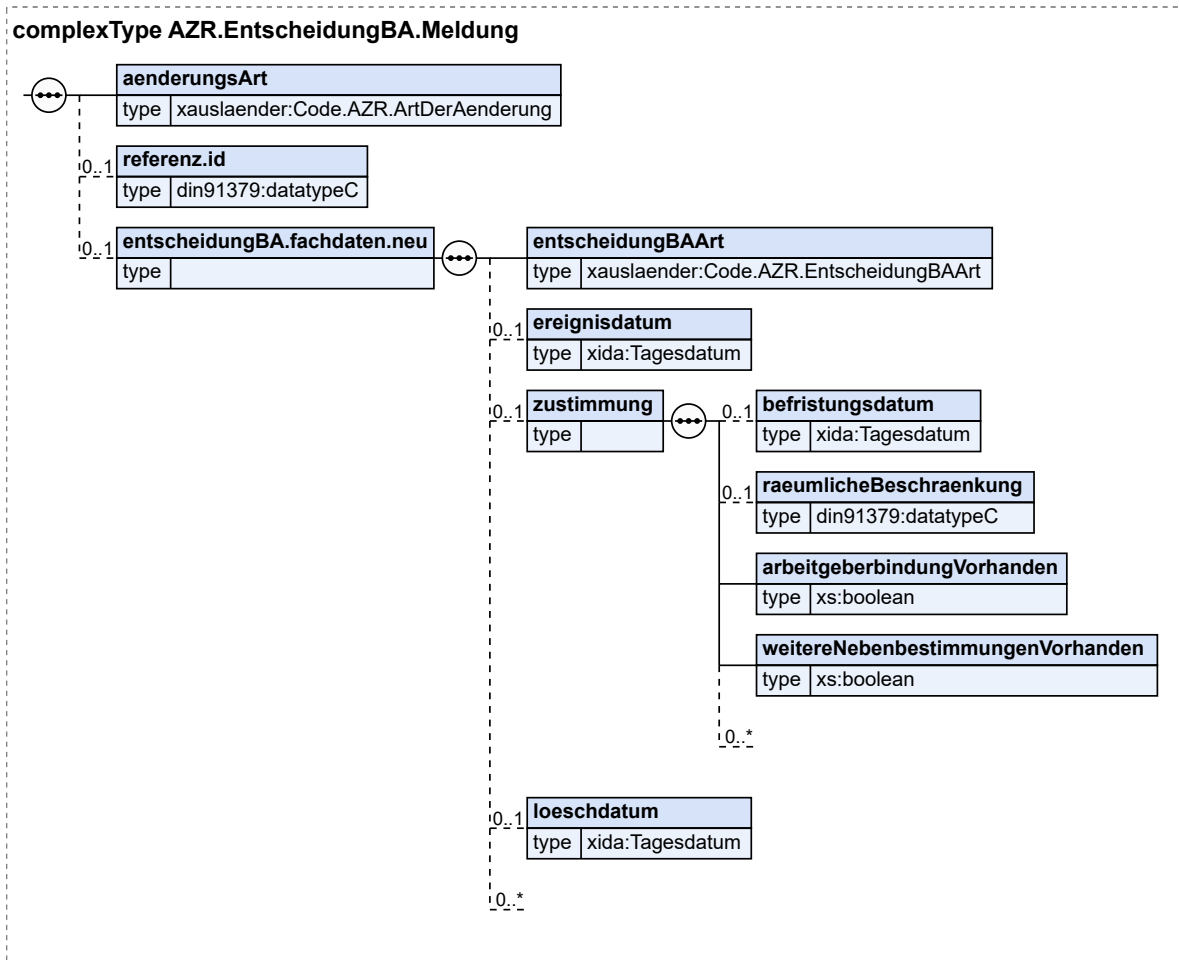 complexType AZR.EntscheidungBA.Meldung
aenderungsArt
type xauslaender:Code.AZR.ArtDerAenderung
0..1 referenz.id
type din91379:datatypeC
0..1 entscheidungBA.fachdaten.neu
type
entscheidungBAArt
type xauslaender:Code.AZR.EntscheidungBAArt
0..1 ereignisdatum
type xida:Tagesdatum
0..1 zustimmung
type
0..1 befristungsdatum
type xida:Tagesdatum
0..1 raeumlicheBeschraenkung
type din91379:datatypeC
arbeitgeberbindungVorhanden
type xs:boolean
weitereNebenbestimmungenVorhanden
type xs:boolean
0..*
0..1 loeschdatum
type xida:Tagesdatum
0..*